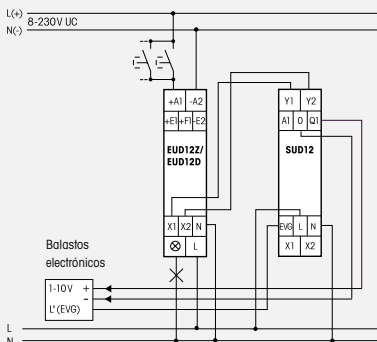 L(+)
8-230V UC
N(-)
+A1 -A2
+E1 +F1 -E2
EUD12Z/
EUD12D
X1 X2 N
L
Y1 Y2
A1 0 Q1
SUD12
EVG L N
X1 X2
Balastos
electrónicos
1-10V +
-
L'(EVG)
L
N